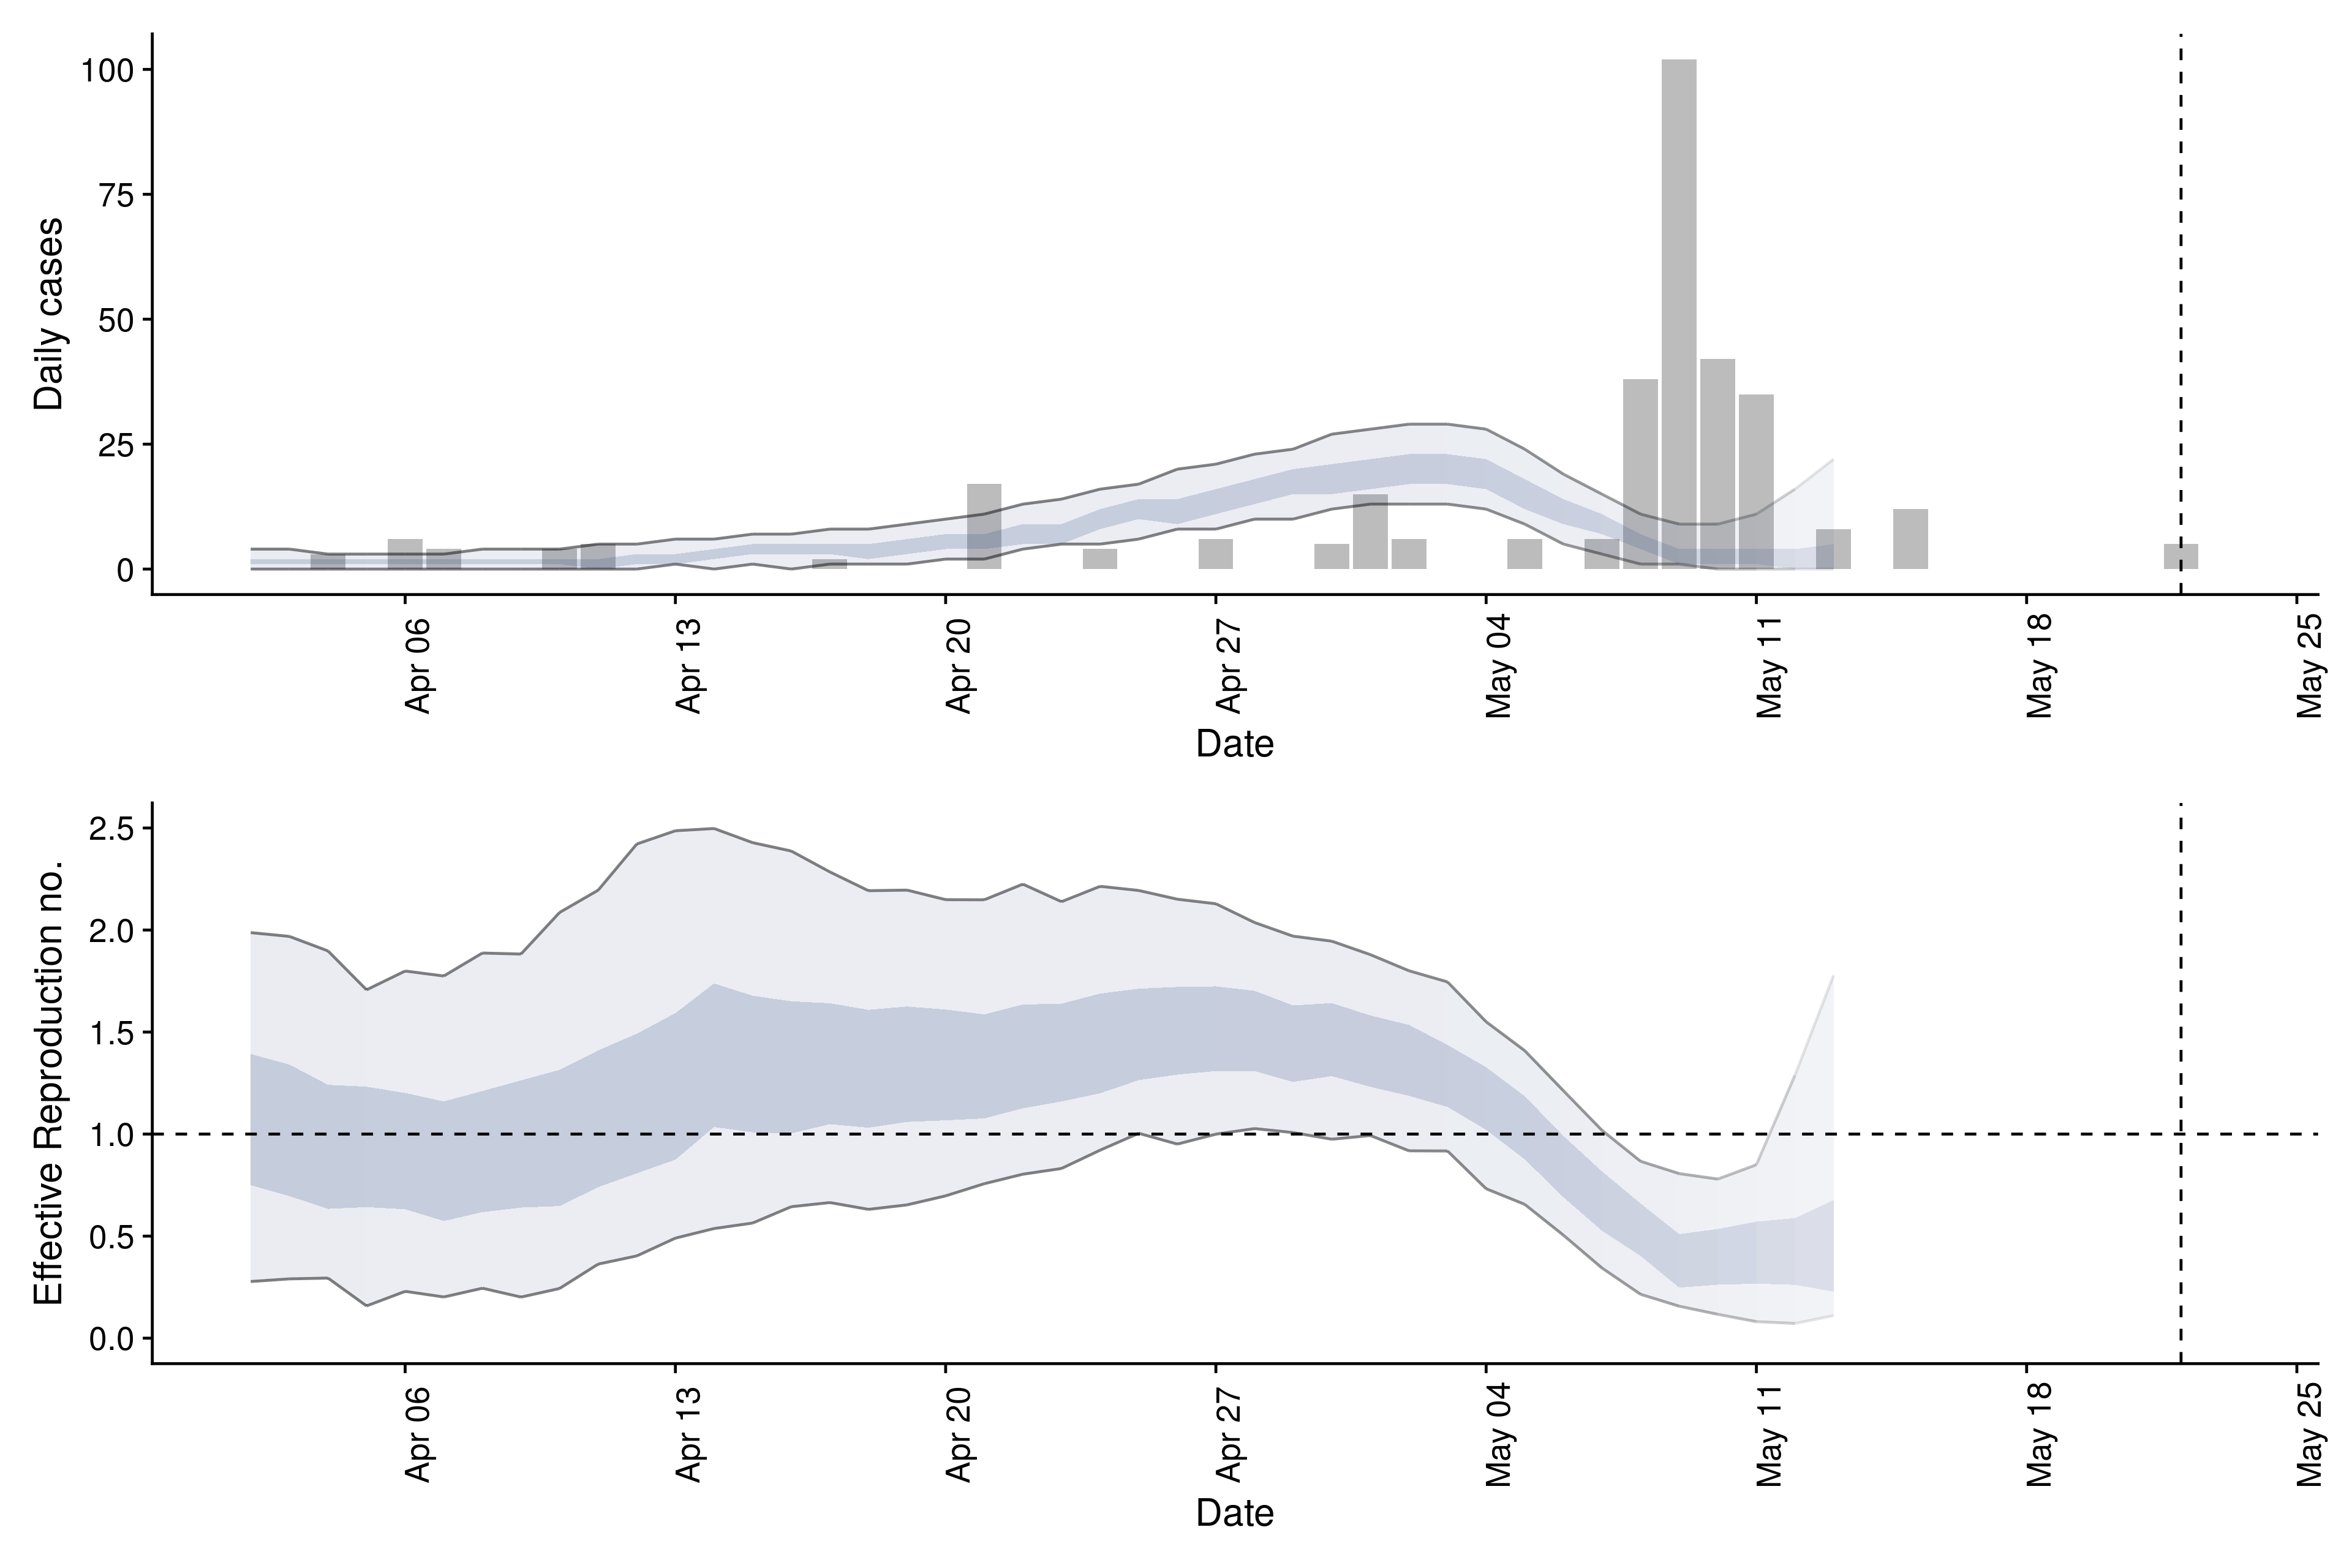 Daily cases
100
75
50
25
0
Apr 06
Apr 13
Apr 20
Apr 27
May 04
May 11
May 18
May 25
Date
Effective Reproduction no.
2.5
2.0
1.5
1.0
0.5
0.0
Apr 06
Apr 13
Apr 20
Apr 27
May 04
May 11
May 18
May 25
Date